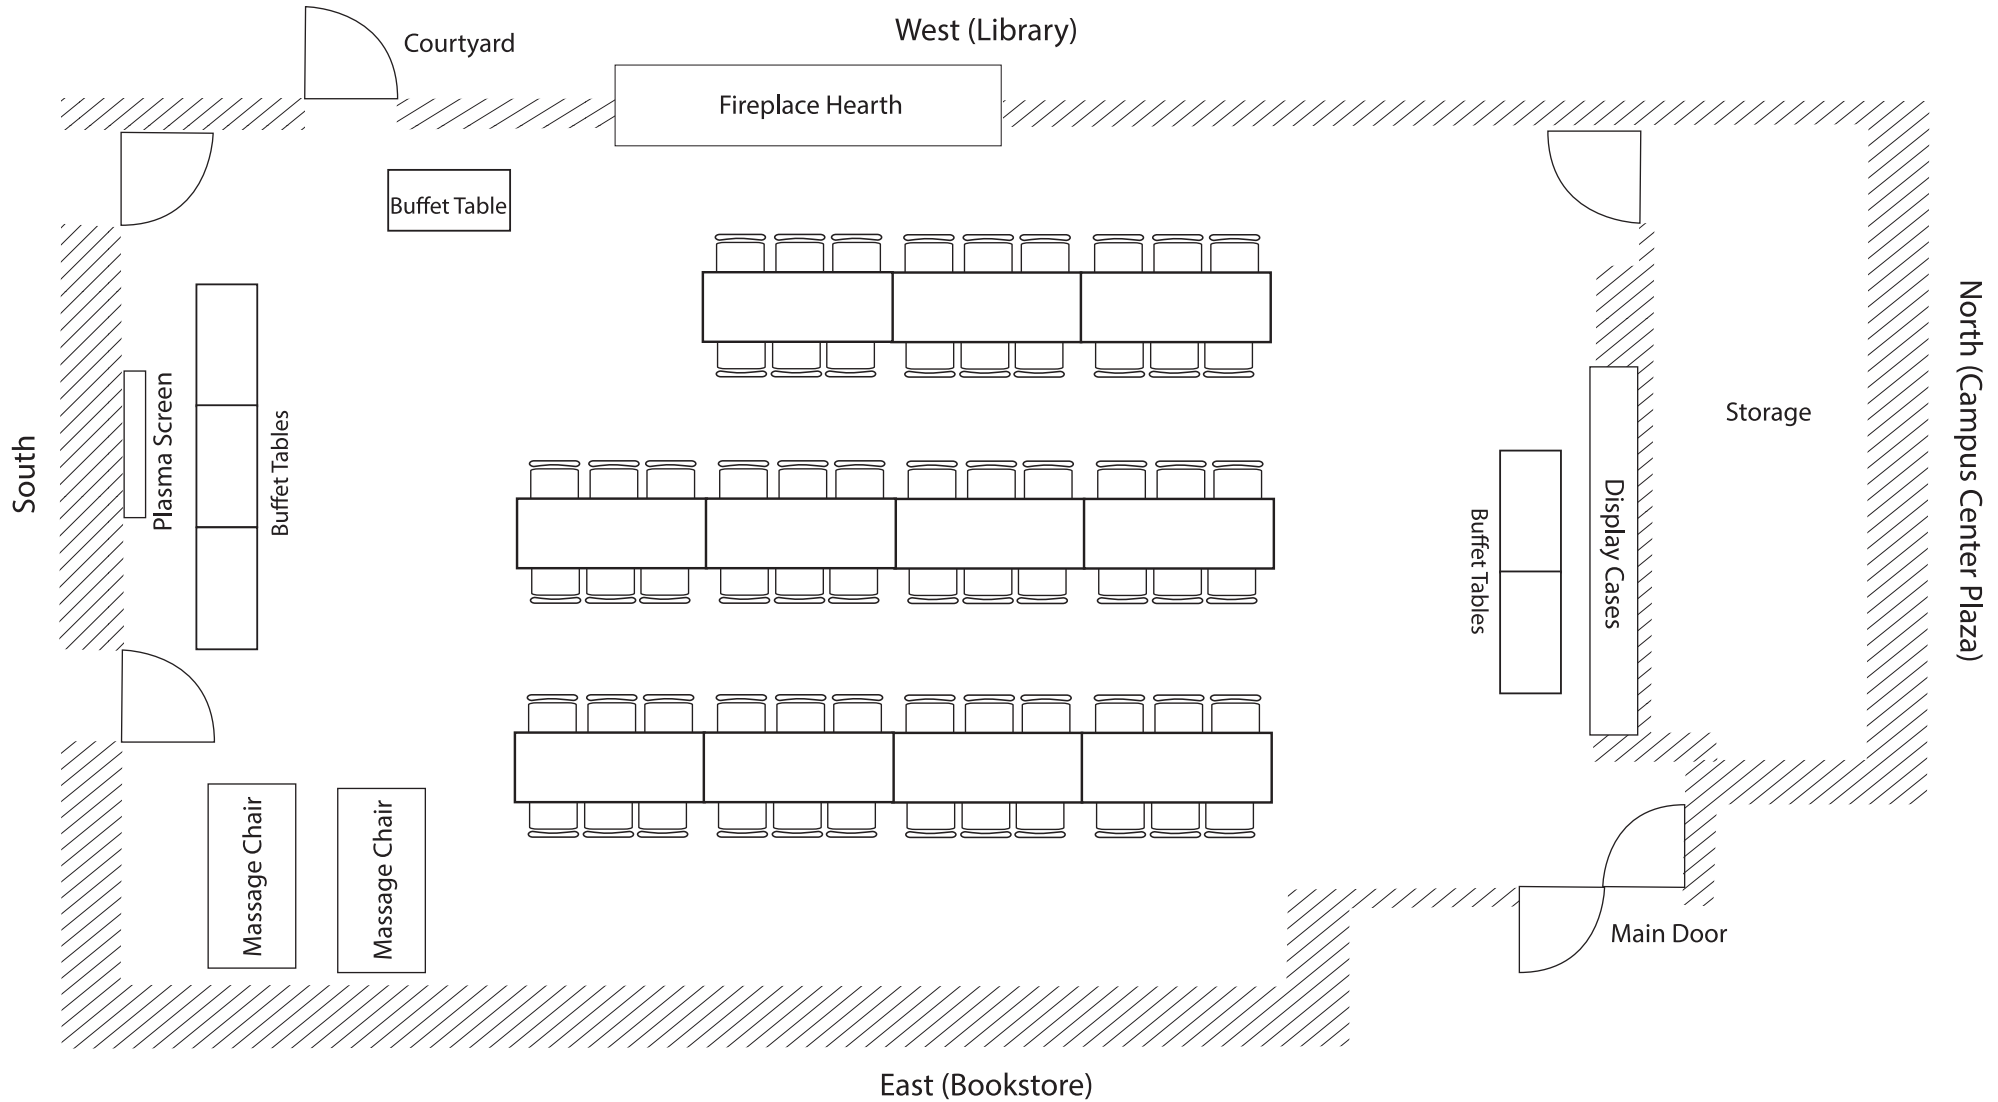 West (Library)
Courtyard
Fireplace Hearth
Buffet Table
South
Plasma Screen
Buffet Tables
Buffet Tables
Display Cases
Storage
North (Campus Center Plaza)
Massage Chair
Massage Chair
Main Door
East (Bookstore)